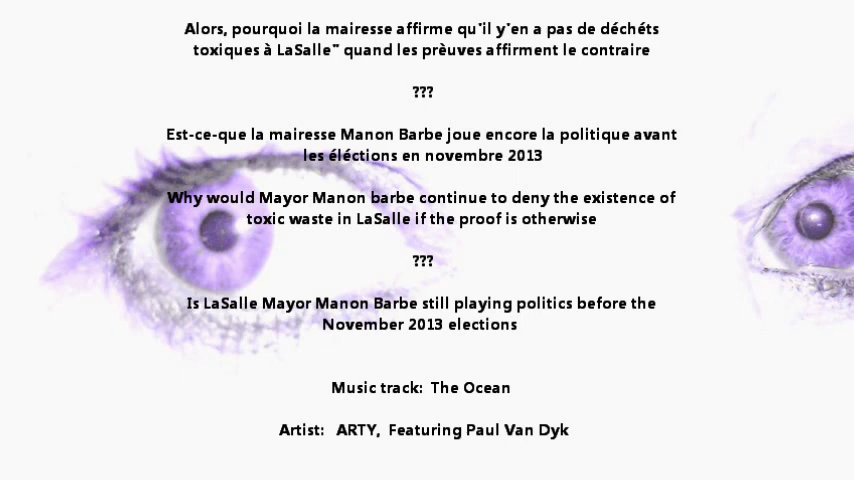 Alors, pourquoi la mairesse affirme qu"il y"en a pas de déchéts
toxiques à LaSalle" quand les prèuves affirment le contraire
???
Est-ce-que la mairesse Manon Barbe joue encore la politique avant
les éléctions en novembre 2013
Why would Mayor Manon barbe continue to deny the existence of
toxic waste in LaSalle if the proof is otherwise
???
Is LaSalle Mayor Manon Barbe still playing politics before the
November 2013 elections
Music track: The Ocean
Artist: ARTY, Featuring Paul Van Dyk